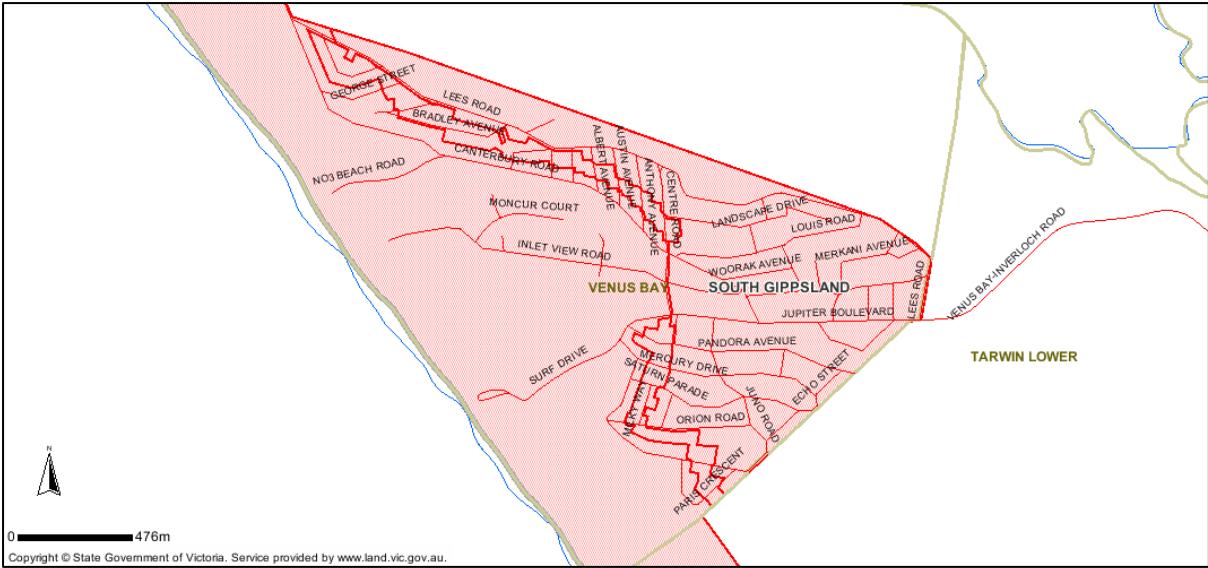 GEORGE STREET
LEES ROAD
BRADLEY AVENUE
CANTERBURY ROAD
NO3 BEACH ROAD
ALBERT AVENUE
AUSTIN AVENUE
ANTHONY AVENUE
CENTRE ROAD
MONCUR COURT
LANDSCAPE DRIVE
LOUIS ROAD
INLET VIEW ROAD
WOORAK AVENUE
MERKANI AVENUE
VENUS BAY
SOUTH GIPPSLAND
LEES ROAD
VENUS BAY-INVERLOCH ROAD
JUPITER BOULEVARD
PANDORA AVENUE
TARWIN LOWER
SURF DRIVE
MERCURY DRIVE
SATURN PARADE
ECHO STREET
JUNO ROAD
ORION ROAD
PARIS CRESCENT
N
0 476m
Copyright © State Government of Victoria. Service provided by www.land.vic.gov.au.